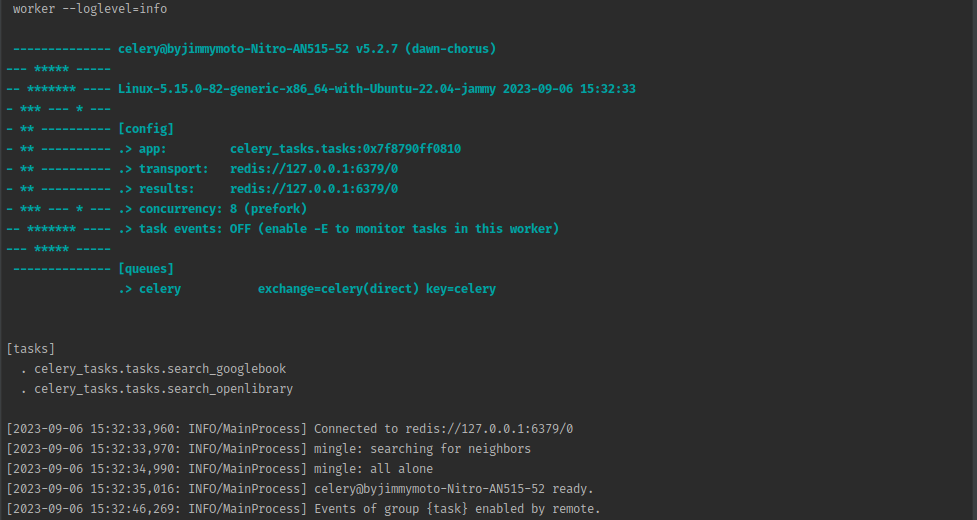 worker --loglevel=info
 -------------- celery@byjimmymoto-Nitro-AN515-52 v5.2.7 (dawn-chorus)
--- ***** -----
-- ******* ---- Linux-5.15.0-82-generic-x86_64-with-Ubuntu-22.04-jammy 2023-09-06 15:32:33
- *** --- * ---
- ** ---------- [config]
- ** ---------- .> app:         celery_tasks.tasks:0x7f8790ff0810
- ** ---------- .> transport:   redis://127.0.0.1:6379/0
- ** ---------- .> results:     redis://127.0.0.1:6379/0
- *** --- * --- .> concurrency: 8 (prefork)
-- ******* ---- .> task events: OFF (enable -E to monitor tasks in this worker)
--- ***** -----
 -------------- [queues]
                .> celery           exchange=celery(direct) key=celery
[tasks]
  . celery_tasks.tasks.search_googlebook
  . celery_tasks.tasks.search_openlibrary
[2023-09-06 15:32:33,960: INFO/MainProcess] Connected to redis://127.0.0.1:6379/0
[2023-09-06 15:32:33,970: INFO/MainProcess] mingle: searching for neighbors
[2023-09-06 15:32:34,990: INFO/MainProcess] mingle: all alone
[2023-09-06 15:32:35,016: INFO/MainProcess] celery@byjimmymoto-Nitro-AN515-52 ready.
[2023-09-06 15:32:46,269: INFO/MainProcess] Events of group {task} enabled by remote.